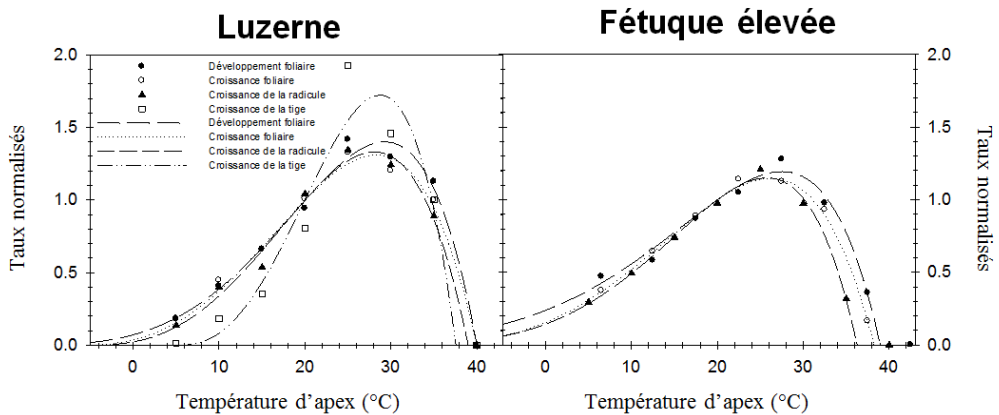 Luzerne
Fétuque élevée
2.0
Développement foliaire
Croissance foliaire
Croissance de la radicule
Croissance de la tige
Développement foliaire
Croissance foliaire
Croissance de la radicule
Croissance de la tige
1.5
1.0
0.5
0.0
Taux normalisés
0 10 20 30 40
Température d'apex (°C)
2.0
1.5
1.0
0.5
0.0
Taux normalisés
0 10 20 30 40
Température d'apex (°C)